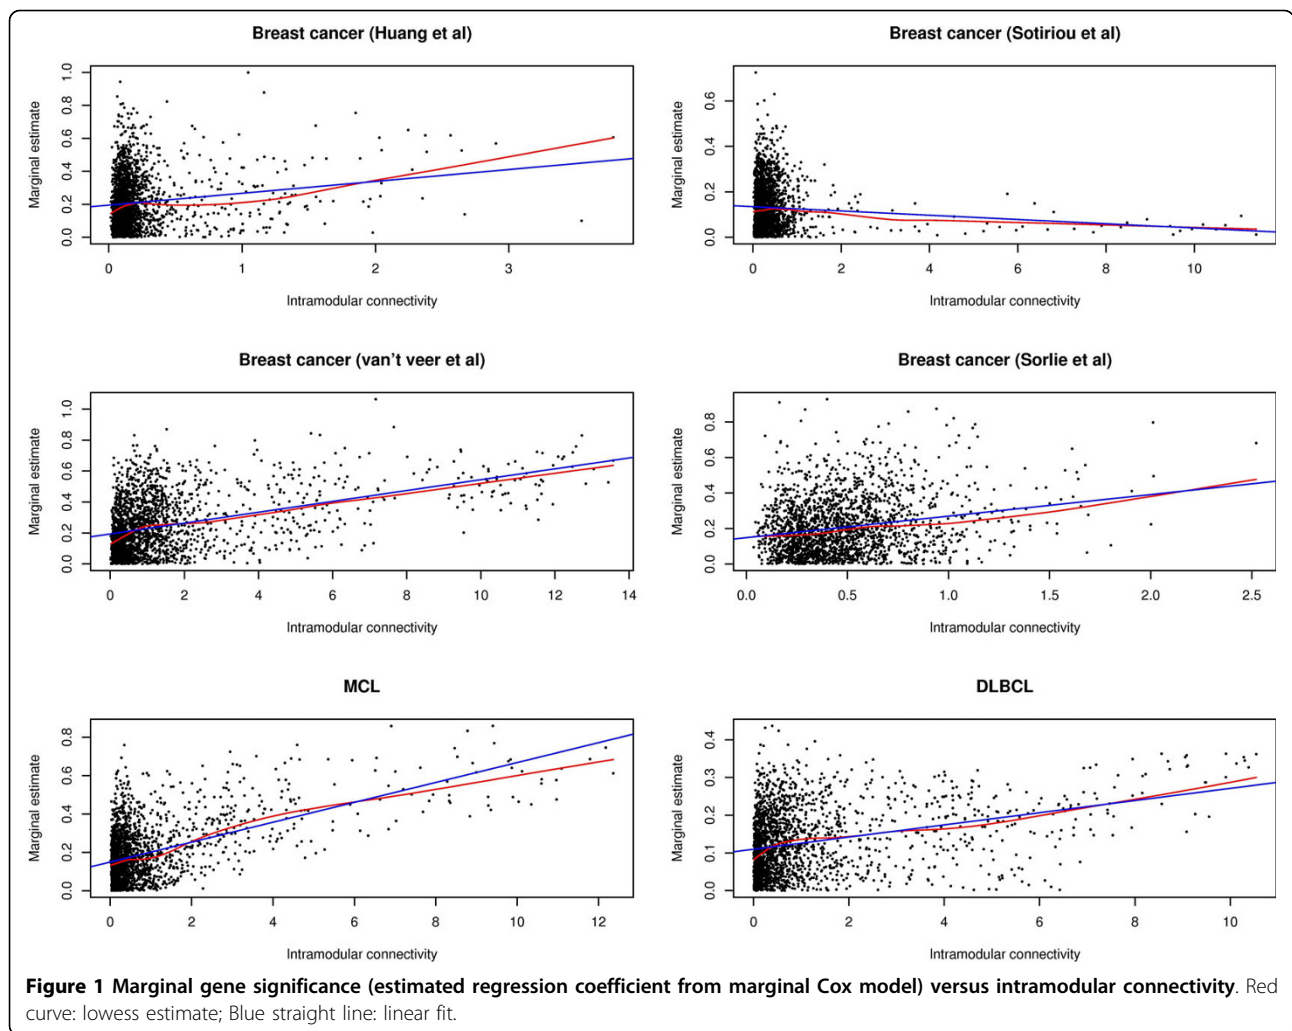 Breast cancer (Huang et al)
Marginal estimate
0.0 0.2 0.4 0.6 0.8 1.0
0 1 2 3
Intramodular connectivity
Breast cancer (Sotiriou et al)
Marginal estimate
0.0 0.2 0.4 0.6
0 2 4 6 8 10
Intramodular connectivity
Breast cancer (van't veer et al)
Marginal estimate
0.0 0.2 0.4 0.6 0.8 1.0
0 2 4 6 8 10 12 14
Intramodular connectivity
Breast cancer (Sorlie et al)
Marginal estimate
0.0 0.2 0.4 0.6 0.8
0.0 0.5 1.0 1.5 2.0 2.5
Intramodular connectivity
MCL
Marginal estimate
0.0 0.2 0.4 0.6 0.8
0 2 4 6 8 10 12
Intramodular connectivity
DLBCL
Marginal estimate
0.0 0.1 0.2 0.3 0.4
0 2 4 6 8 10
Intramodular connectivity
Figure 1 Marginal gene significance (estimated regression coefficient from marginal Cox model) versus intramodular connectivity. Red
curve: lowess estimate; Blue straight line: linear fit.